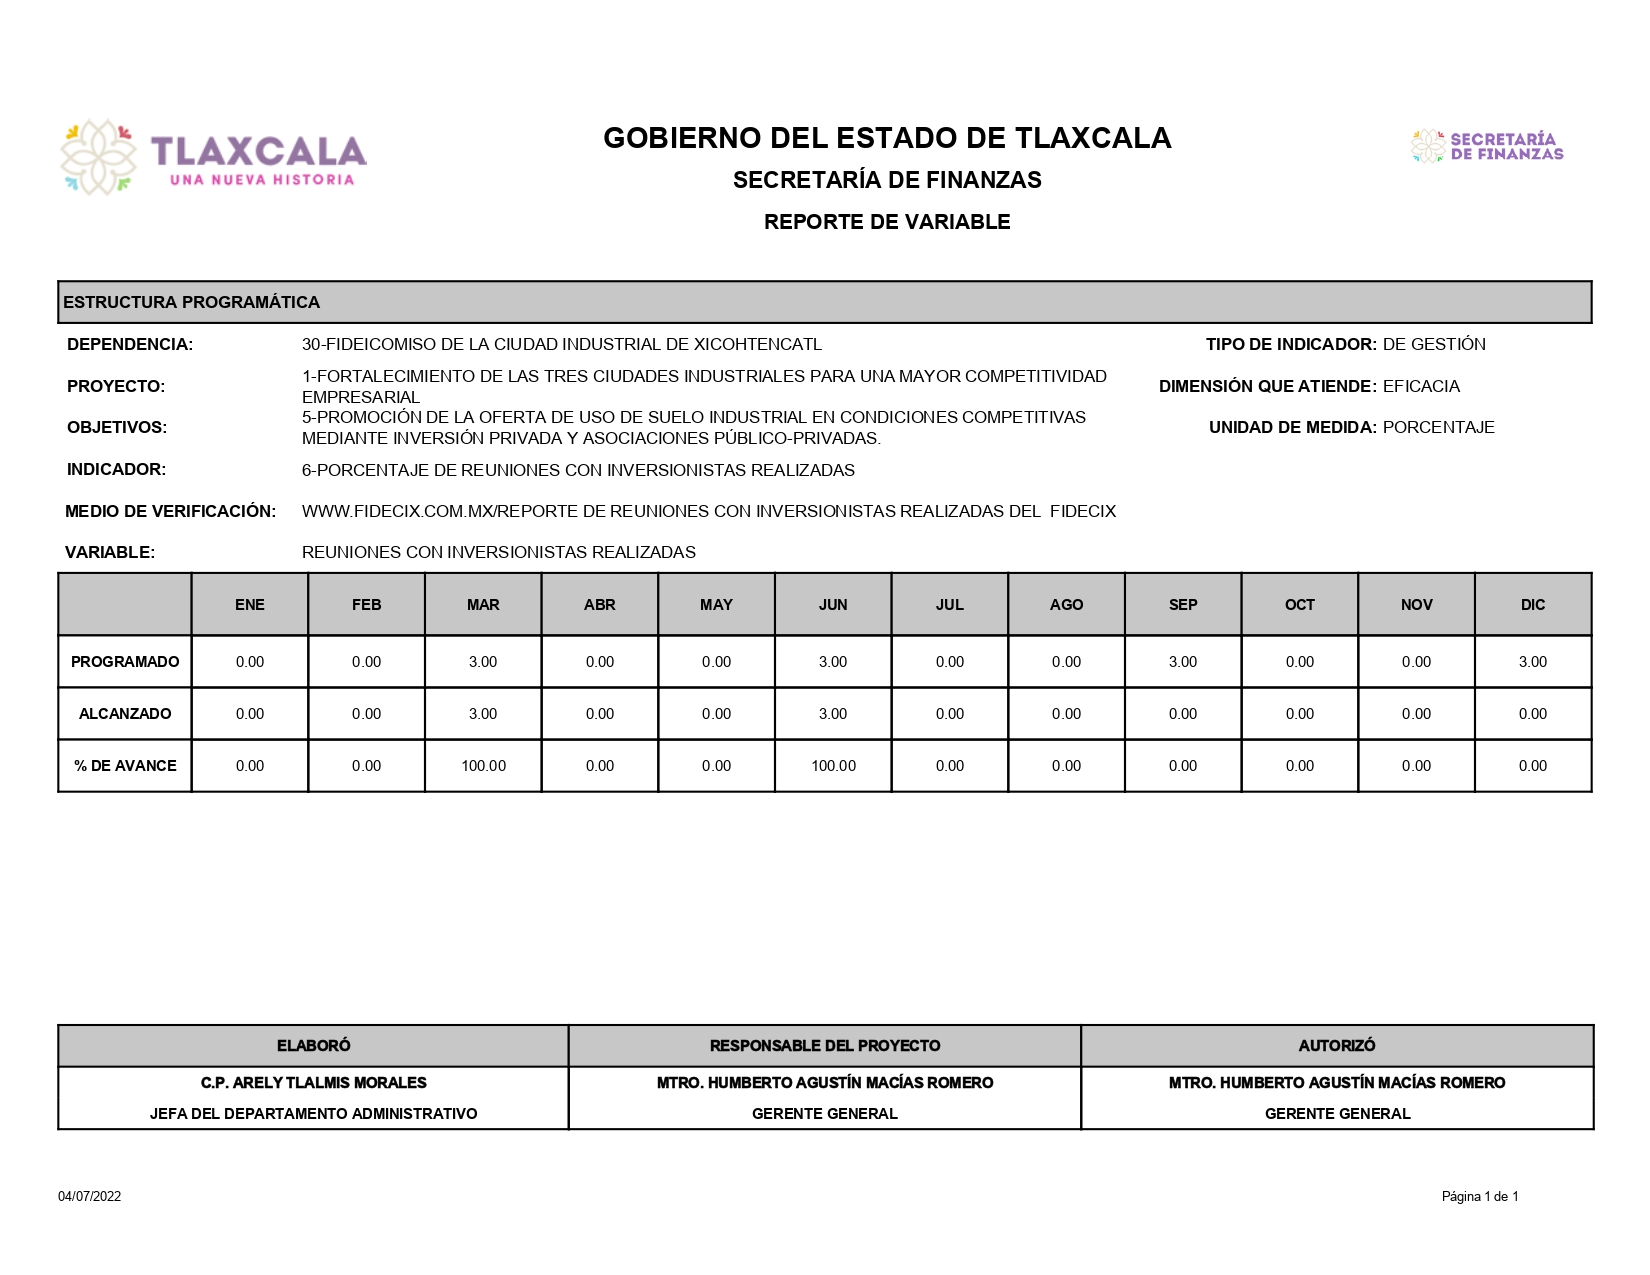 TLAXCALA
UNA NUEVA HISTORIA
GOBIERNO DEL ESTADO DE TLAXCALA
SECRETARÍA DE FINANZAS
REPORTE DE VARIABLE
SECRETARÍA
DE FINANZAS
ESTRUCTURA PROGRAMÁTICA
DEPENDENCIA: 30-FIDEICOMISO DE LA CIUDAD INDUSTRIAL DE XICOHTENCATL TIPO DE INDICADOR: DE GESTIÓN
PROYECTO: 1-FORTALECIMIENTO DE LAS TRES CIUDADES INDUSTRIALES PARA UNA MAYOR COMPETITIVIDAD
EMPRESARIAL DIMENSIÓN QUE ATIENDE: EFICACIA
OBJETIVOS: 5-PROMOCIÓN DE LA OFERTA DE USO DE SUELO INDUSTRIAL EN CONDICIONES COMPETITIVAS
MEDIANTE INVERSIÓN PRIVADA Y ASOCIACIONES PÚBLICO-PRIVADAS. UNIDAD DE MEDIDA: PORCENTAJE
INDICADOR: 6-PORCENTAJE DE REUNIONES CON INVERSIONISTAS REALIZADAS
MEDIO DE VERIFICACIÓN: WWW.FIDECIX.COM.MX/REPORTE DE REUNIONES CON INVERSIONISTAS REALIZADAS DEL FIDECIX
VARIABLE: REUNIONES CON INVERSIONISTAS REALIZADAS
ENE FEB MAR ABR MAY JUN JUL AGO SEP OCT NOV DIC
PROGRAMADO 0.00 0.00 3.00 0.00 0.00 3.00 0.00 0.00 3.00 0.00 0.00 3.00
ALCANZADO 0.00 0.00 3.00 0.00 0.00 3.00 0.00 0.00 0.00 0.00 0.00 0.00
% DE AVANCE 0.00 0.00 100.00 0.00 0.00 100.00 0.00 0.00 0.00 0.00 0.00 0.00
ELABORÓ RESPONSABLE DEL PROYECTO AUTORIZÓ
C.P. ARELY TLALMIS MORALES MTRO. HUMBERTO AGUSTÍN MACÍAS ROMERO MTRO. HUMBERTO AGUSTÍN MACÍAS ROMERO
JEFA DEL DEPARTAMENTO ADMINISTRATIVO GERENTE GENERAL GERENTE GENERAL
04/07/2022 Página 1 de 1